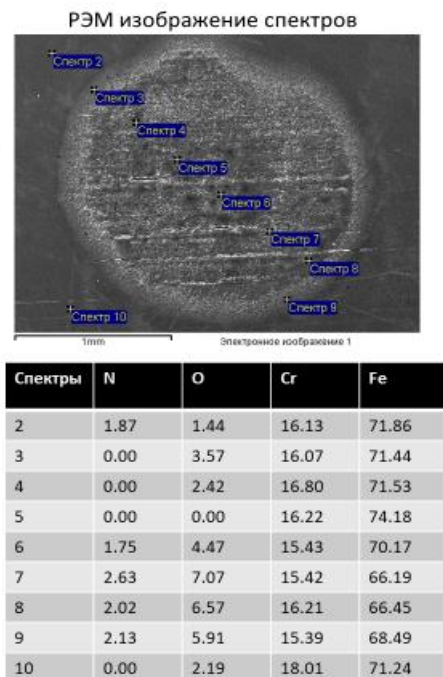 РЭМ изображение спектров
Спектр 2
Спектр 3
Спектр 4
Спектр 5
Спектр 6
Спектр 7
Спектр 8
Спектр 9
Спектр 10
1mm Электронное изображение 1
Спектры N O Cr Fe
2 1.87 1.44 16.13 71.86
3 0.00 3.57 16.07 71.44
4 0.00 2.42 16.80 71.53
5 0.00 0.00 16.22 74.18
6 1.75 4.47 15.43 70.17
7 2.63 7.07 15.42 66.19
8 2.02 6.57 16.21 66.45
9 2.13 5.91 15.39 68.49
10 0.00 2.19 18.01 71.24